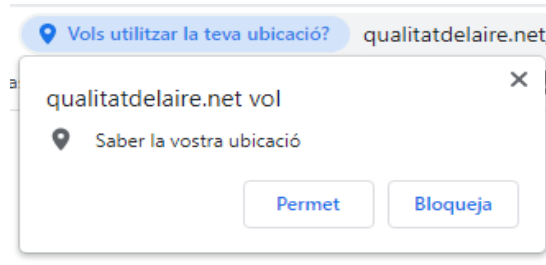 Vols utilitzar la teva ubicació? qualitatdelaire.net
qualitatdelaire.net vol
Saber la vostra ubicació
Permet Bloqueja